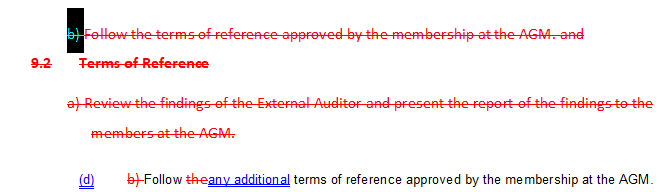 b) Follow the terms of reference approved by the membership at the AGM. and
9.2 Terms of Reference
a) Review the findings of the External Auditor and present the report of the findings to the
members at the AGM.
(d) b) Follow theany additional terms of reference approved by the membership at the AGM.